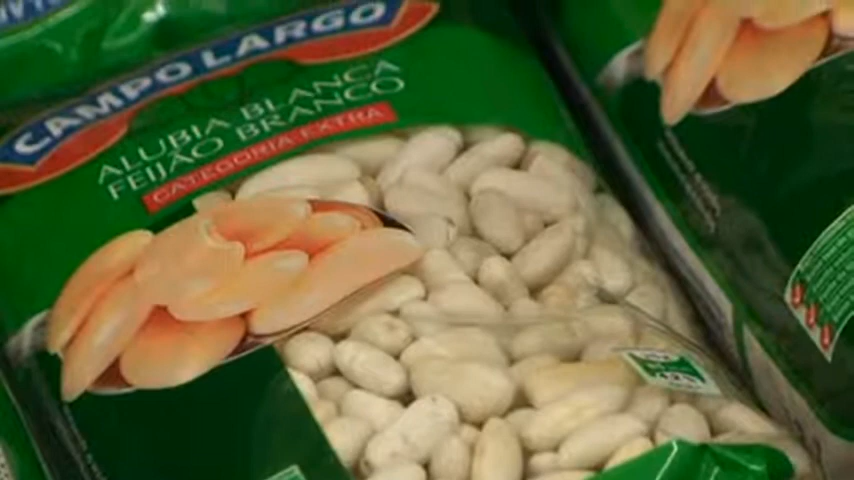 CAMPO LARGO
ALUBIA BLANCA
FEIJÃO BRANCO
CATEGORIA EXTRA